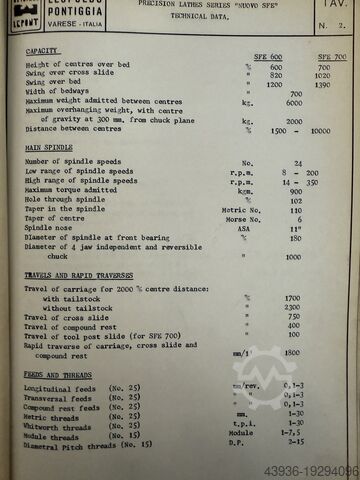 LEOPOLDO
PONTIGGIA
LEPONT
VARESE - ITALIA
PRECISION LATHES SERIES "NUOVO SFE"
TECHNICAL DATA.
TAV.
N. 2.
CAPACITY
SFE 600 SFE 700
Height of centres over bed % 600 700
Swing over cross slide " 820 1020
Swing over bed " 1200 1390
Width of bedways " 700
Maximum weight admitted between centres kg. 6000
Maximum overhanging weight, with centre
of gravity at 300 mm. from chuck plane kg. 2000
Distance between centres % 1500 - 10000
MAIN SPINDLE
Number of spindle speeds No. 24
Low range of spindle speeds r.p.m. 8 - 200
High range of spindle speeds r.p.m. 14 - 350
Maximum torque admitted kgm. 900
Hole through spindle % 102
Taper in the spindle Metric No. 110
Taper of centre Morse No. 6
Spindle nose ASA 11"
Diameter of spindle at front bearing % 180
Diameter of 4 jaw independent and reversible
chuck " 1000
TRAVELS AND RAPID TRAVERSES
Travel of carriage for 2000 % centre distance:
with tailstock % 1700
without tailstock " 2300
Travel of cross slide " 750
Travel of compound rest " 400
Travel of tool post slide (for SFE 700) " 100
Rapid traverse of carriage, cross slide and
compound rest mm/1' 1800
FEEDS AND THREADS
Longitudinal feeds (No. 25) mm/rev. 0,1-3
Transversal feeds (No. 25) " " 0,1-3
Compound rest feeds (No. 25) " " 0,1-3
Metric threads (No. 25) mm. 1-30
Whitworth threads (No. 25) t.p.i. 1-30
Module threads (No. 15) Module 1-7,5
Diametral Pitch threads (No. 15) D.P. 2-15
43936-19294096